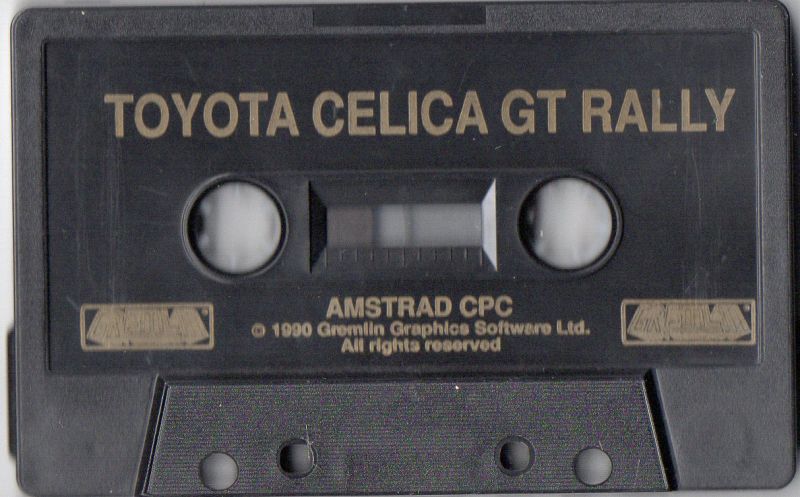 TOYOTA CELICA GT RALLY
AMSTRAD CPC
© 1990 Gremlin Graphics Software Ltd.
All rights reserved